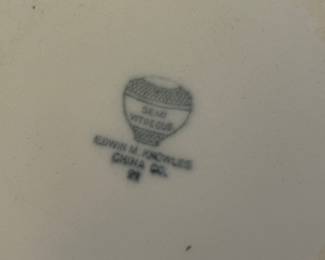 SEMI
VITREOUS
EDWIN M. KNOWLES
CHINA CO.